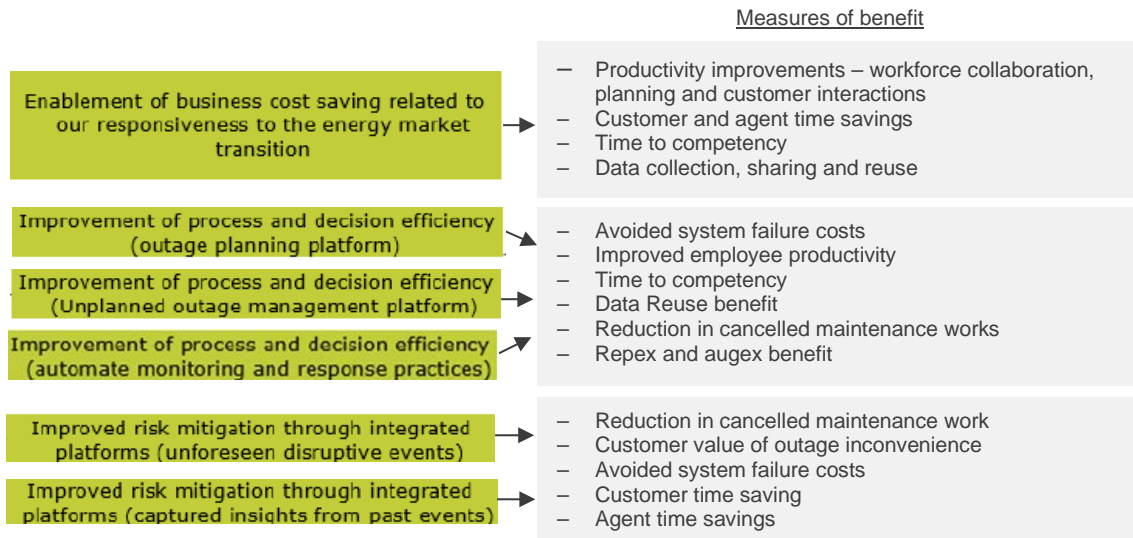 Measures of benefit
Enablement of business cost saving related to
our responsiveness to the energy market
transition
– Productivity improvements – workforce collaboration,
planning and customer interactions
– Customer and agent time savings
– Time to competency
– Data collection, sharing and reuse
Improvement of process and decision efficiency
(outage planning platform)
Improvement of process and decision efficiency
(Unplanned outage management platform)
Improvement of process and decision efficiency
(automate monitoring and response practices)
– Avoided system failure costs
– Improved employee productivity
– Time to competency
– Data Reuse benefit
– Reduction in cancelled maintenance works
– Repex and augex benefit
Improved risk mitigation through integrated
platforms (unforeseen disruptive events)
Improved risk mitigation through integrated
platforms (captured insights from past events)
– Reduction in cancelled maintenance work
– Customer value of outage inconvenience
– Avoided system failure costs
– Customer time saving
– Agent time savings